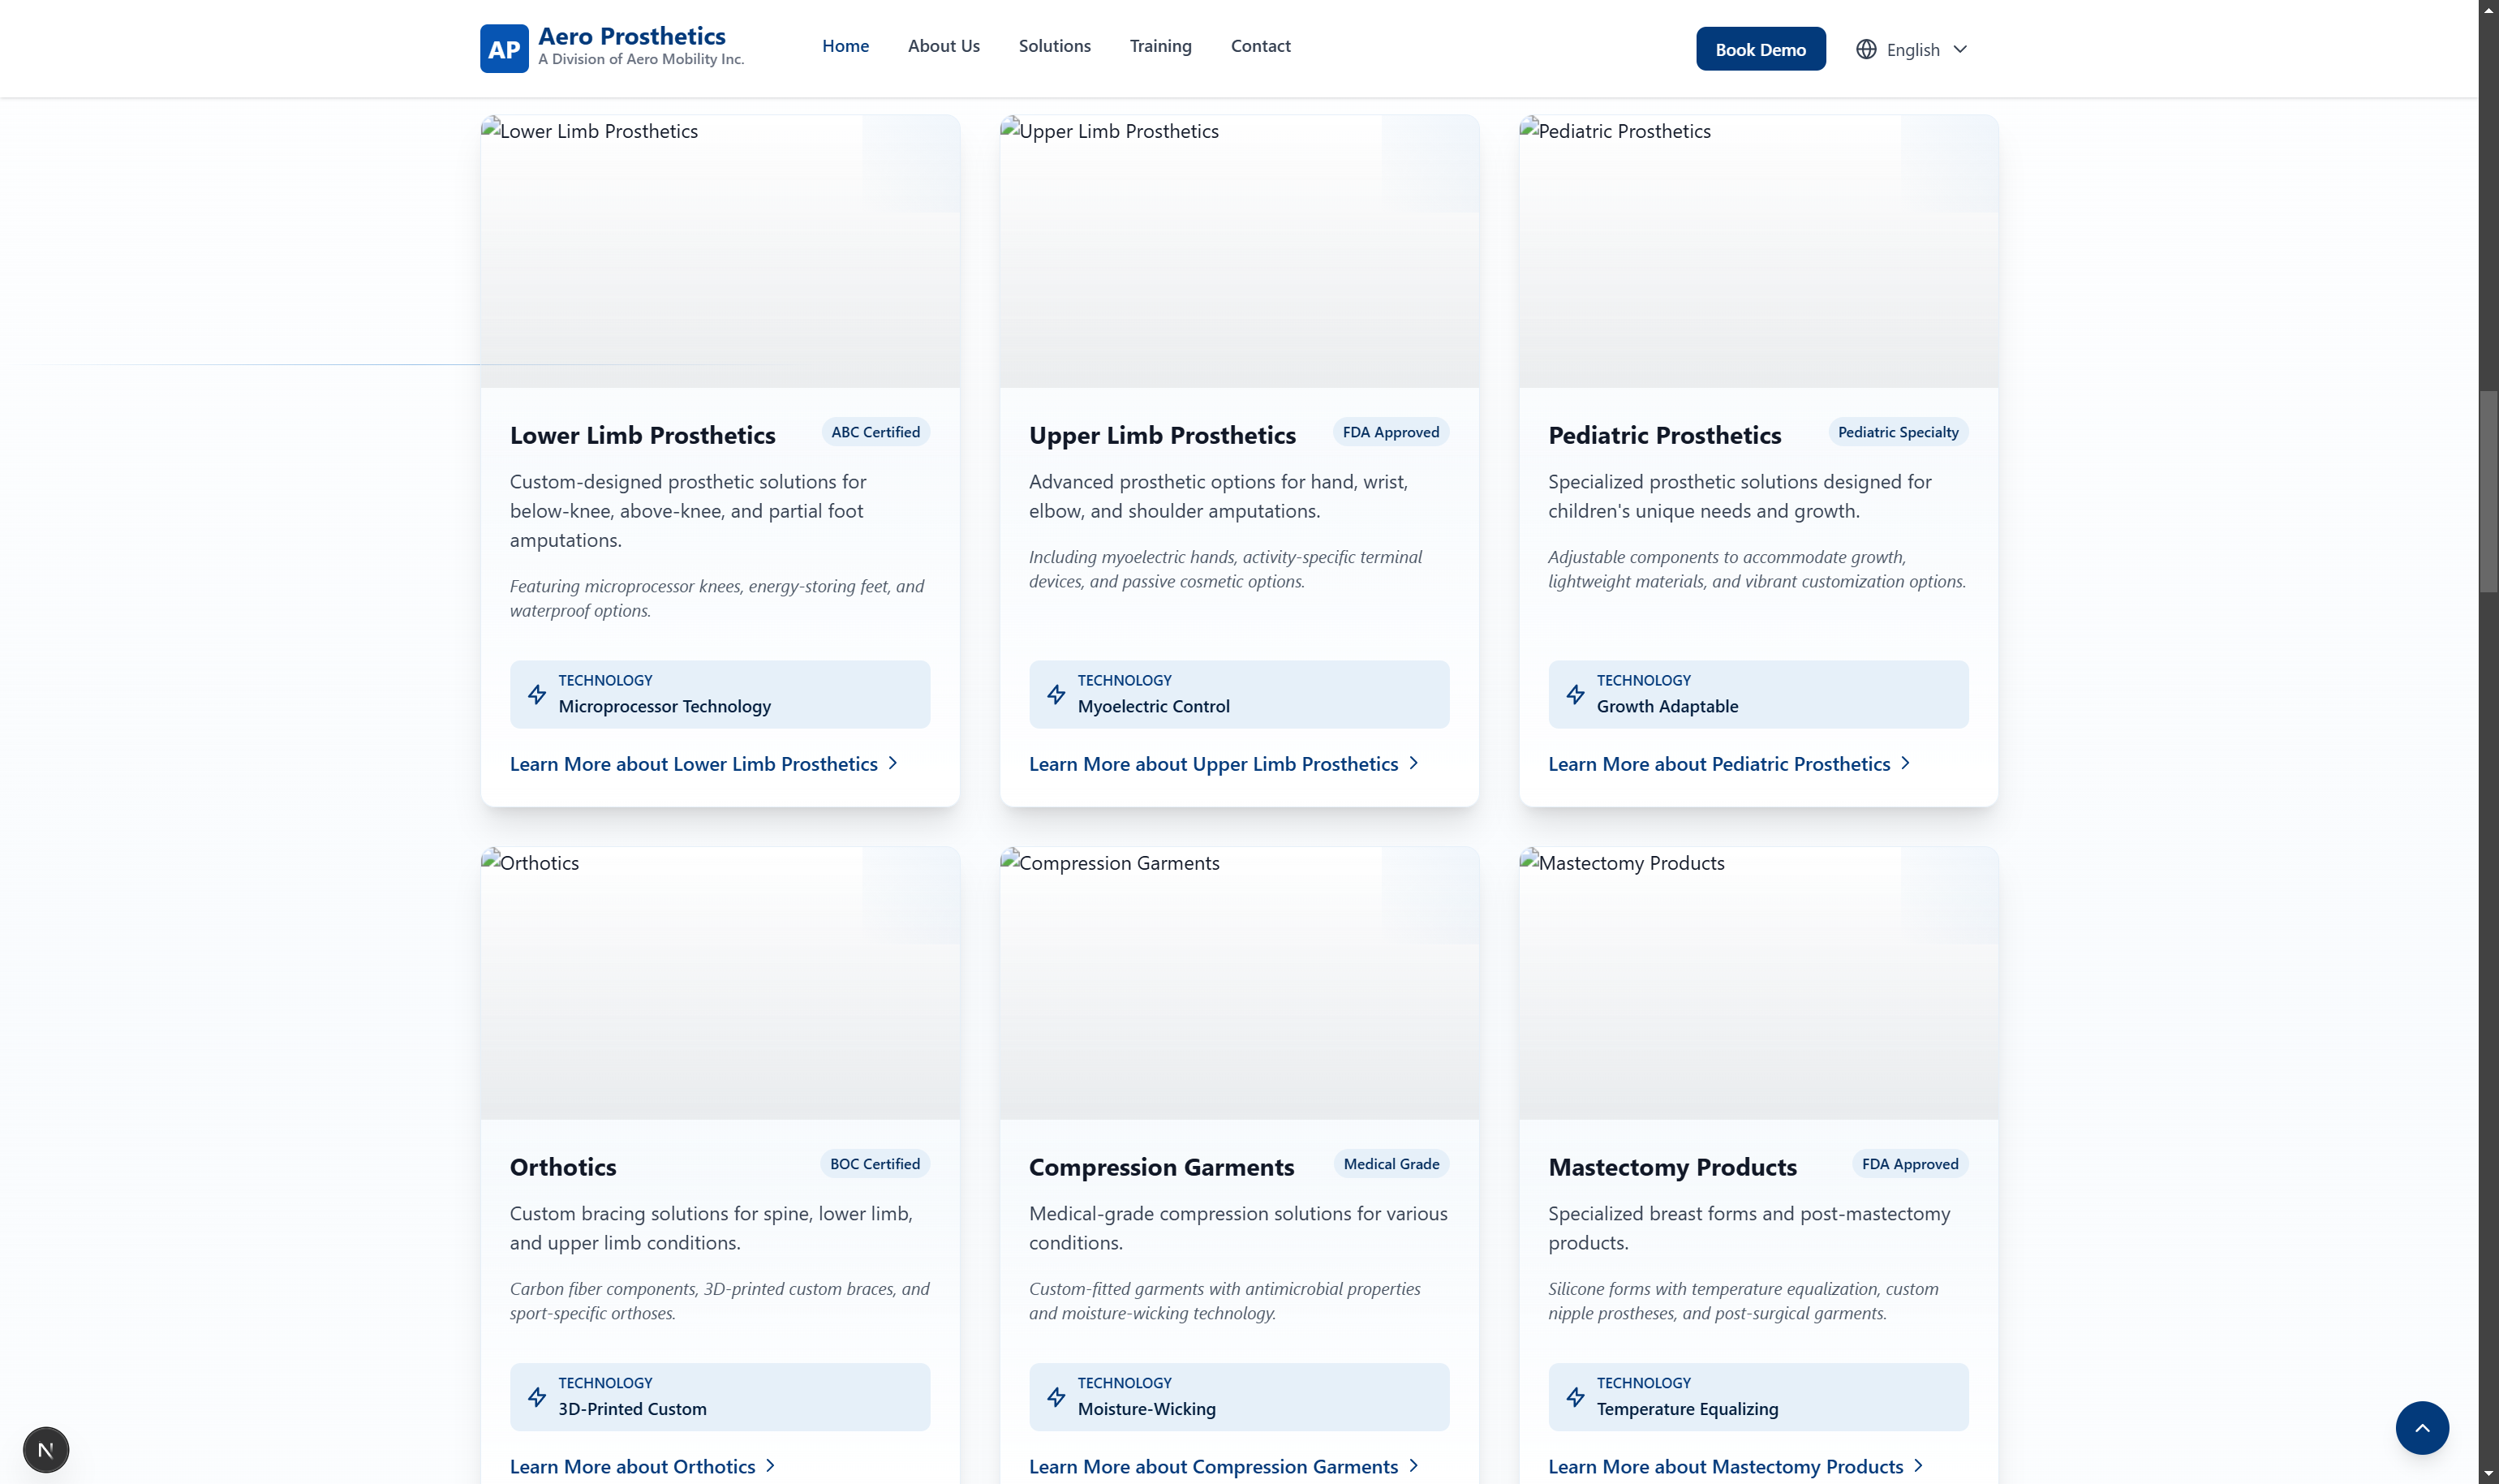 AP
Aero Prosthetics
A Division of Aero Mobility Inc.
Home
About Us
Solutions
Training
Contact
Book Demo
English
Lower Limb Prosthetics
Upper Limb Prosthetics
Pediatric Prosthetics
Lower Limb Prosthetics
ABC Certified
Custom-designed prosthetic solutions for
below-knee, above-knee, and partial foot
amputations.
Featuring microprocessor knees, energy-storing feet, and
waterproof options.
TECHNOLOGY
Microprocessor Technology
Learn More about Lower Limb Prosthetics
Upper Limb Prosthetics
FDA Approved
Advanced prosthetic options for hand, wrist,
elbow, and shoulder amputations.
Including myoelectric hands, activity-specific terminal
devices, and passive cosmetic options.
TECHNOLOGY
Myoelectric Control
Learn More about Upper Limb Prosthetics
Pediatric Prosthetics
Pediatric Specialty
Specialized prosthetic solutions designed for
children's unique needs and growth.
Adjustable components to accommodate growth,
lightweight materials, and vibrant customization options.
TECHNOLOGY
Growth Adaptable
Learn More about Pediatric Prosthetics
Orthotics
Compression Garments
Mastectomy Products
Orthotics
BOC Certified
Custom bracing solutions for spine, lower limb,
and upper limb conditions.
Carbon fiber components, 3D-printed custom braces, and
sport-specific orthoses.
TECHNOLOGY
3D-Printed Custom
Learn More about Orthotics
Compression Garments
Medical Grade
Medical-grade compression solutions for various
conditions.
Custom-fitted garments with antimicrobial properties
and moisture-wicking technology.
TECHNOLOGY
Moisture-Wicking
Learn More about Compression Garments
Mastectomy Products
FDA Approved
Specialized breast forms and post-mastectomy
products.
Silicone forms with temperature equalization, custom
nipple prostheses, and post-surgical garments.
TECHNOLOGY
Temperature Equalizing
Learn More about Mastectomy Products
N